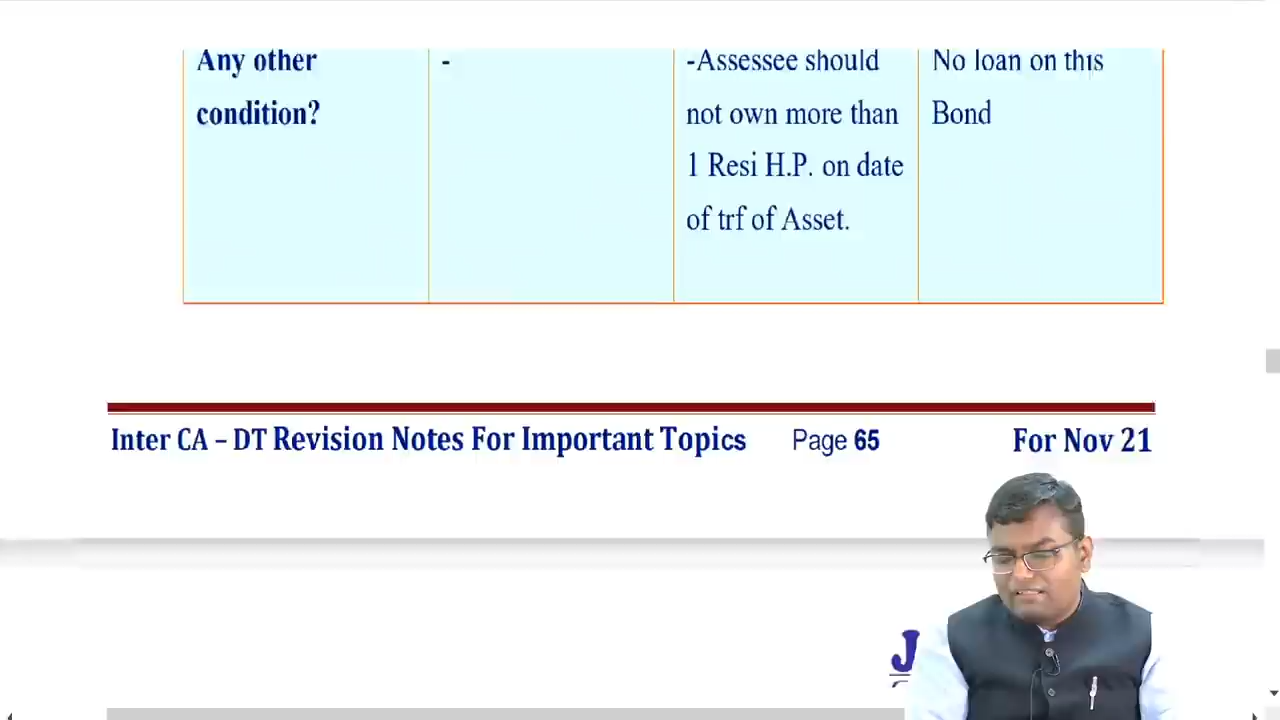 Any other
condition?
-
-Assessee should
not own more than
1 Resi H.P. on date
of trf of Asset.
No loan on this
Bond
Inter CA – DT Revision Notes For Important Topics Page 65 For Nov 21
J